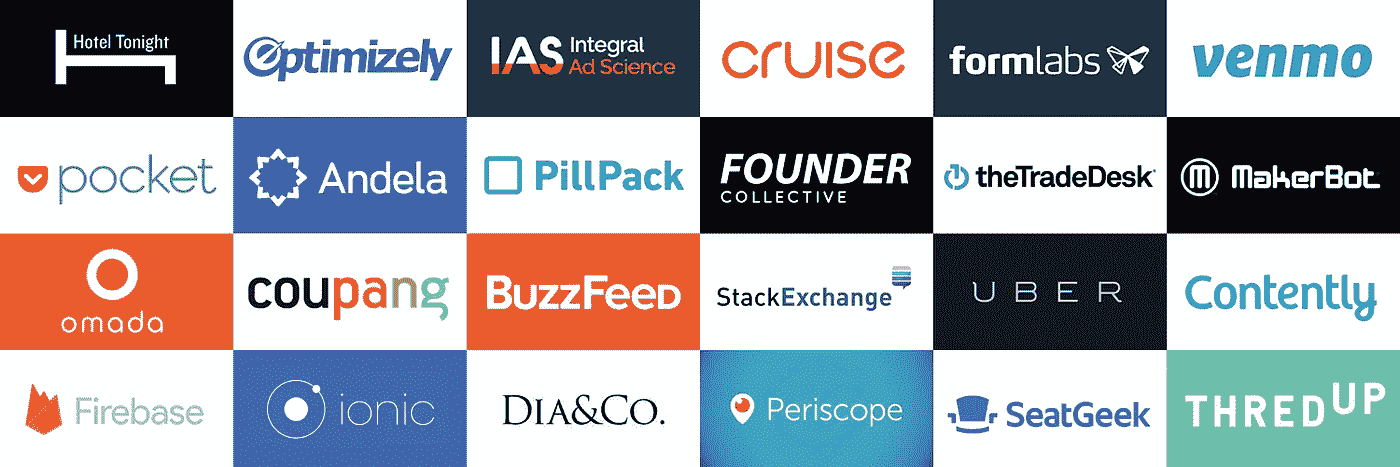 Hotel Tonight
Optimizely
IAS Integral
Ad Science
cruise
formlabs
venmo
pocket
Andela
PillPack
FOUNDER
COLLECTIVE
theTradeDesk
M MakerBot
omada
coupang
BuzzFeed
StackExchange
UBER
Contently
Firebase
ionic
DIA&CO.
Periscope
SeatGeek
THREDUP